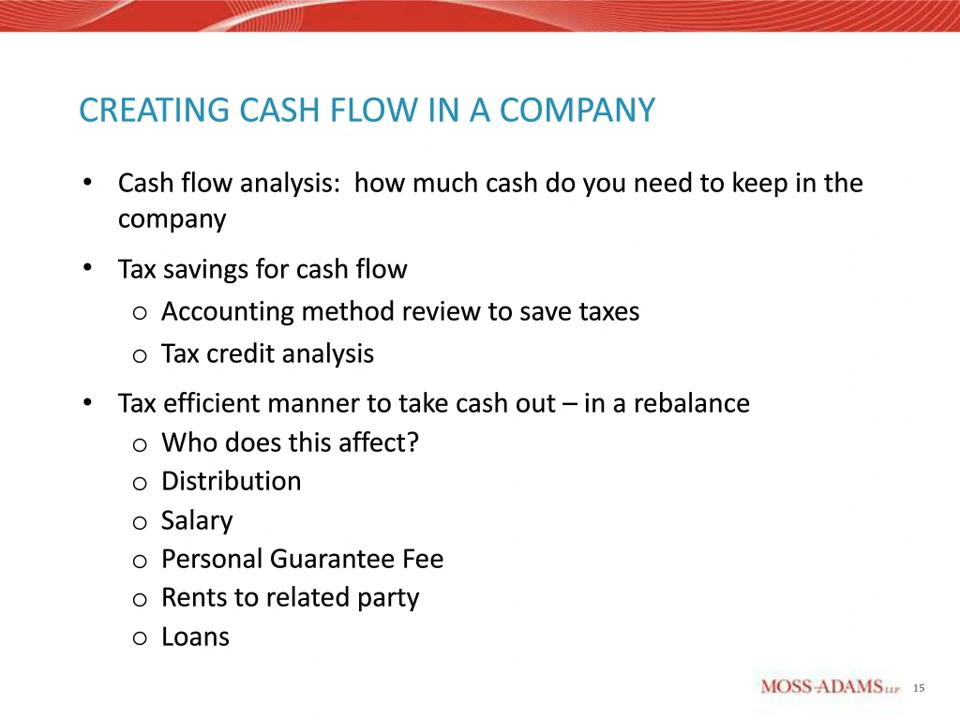 CREATING CASH FLOW IN A COMPANY
• Cash flow analysis:  how much cash do you need to keep in the
company
• Tax savings for cash flow
o Accounting method review to save taxes
o Tax credit analysis
• Tax efficient manner to take cash out – in a rebalance
o Who does this affect?
o Distribution
o Salary
o Personal Guarantee Fee
o Rents to related party
o Loans
MOSS-ADAMS LLP 15